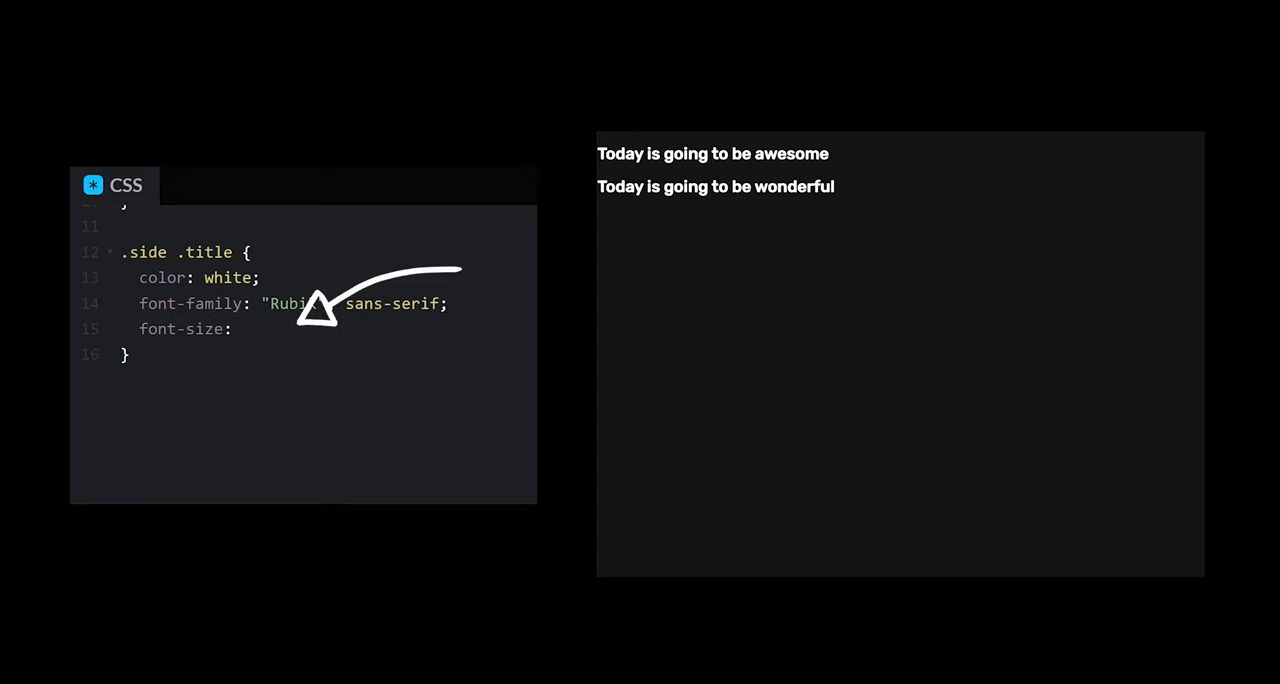 CSS
}
11
12 .side .title {
13 color: white;
14 font-family: "Rubi sans-serif;
15 font-size:
16 }
Today is going to be awesome
Today is going to be wonderful